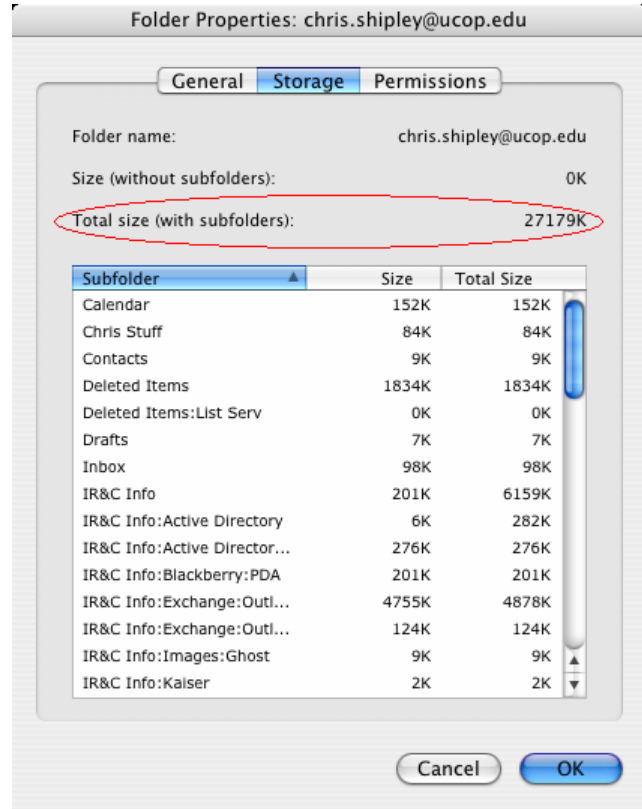 Folder Properties: chris.shipley@ucop.edu
General Storage Permissions
Folder name: chris.shipley@ucop.edu
Size (without subfolders): 0K
Total size (with subfolders): 27179K
Subfolder Size Total Size
Calendar 152K 152K
Chris Stuff 84K 84K
Contacts 9K 9K
Deleted Items 1834K 1834K
Deleted Items:List Serv 0K 0K
Drafts 7K 7K
Inbox 98K 98K
IR&C Info 201K 6159K
IR&C Info:Active Directory 6K 282K
IR&C Info:Active Director... 276K 276K
IR&C Info:Blackberry:PDA 201K 201K
IR&C Info:Exchange:Outl... 4755K 4878K
IR&C Info:Exchange:Outl... 124K 124K
IR&C Info:Images:Ghost 9K 9K
IR&C Info:Kaiser 2K 2K
Cancel OK